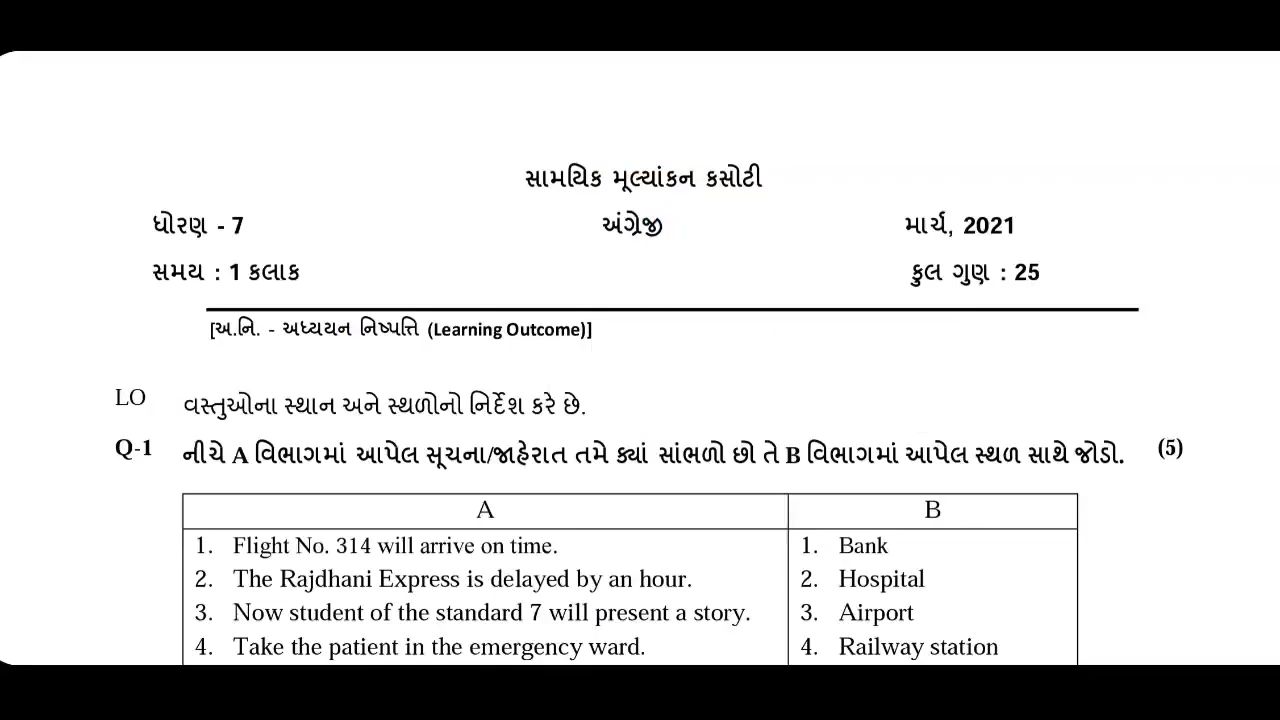 સામયિક મૂલ્યાંકન કસોટી
ધોરણ - 7 અંગ્રેજી માર્ચ, 2021
સમય : 1 કલાક કુલ ગુણ : 25
[અ.નિ. - અધ્યયન નિષ્પત્તિ (Learning Outcome)]
LO વસ્તુઓના સ્થાન અને સ્થળોનો નિર્દેશ કરે છે.
Q-1 નીચે A વિભાગમાં આપેલ સૂચના/જાહેરાત તમે ક્યાં સાંભળો છો તે B વિભાગમાં આપેલ સ્થળ સાથે જોડો. (5)
A B
1. Flight No. 314 will arrive on time. 1. Bank
2. The Rajdhani Express is delayed by an hour. 2. Hospital
3. Now student of the standard 7 will present a story. 3. Airport
4. Take the patient in the emergency ward. 4. Railway station